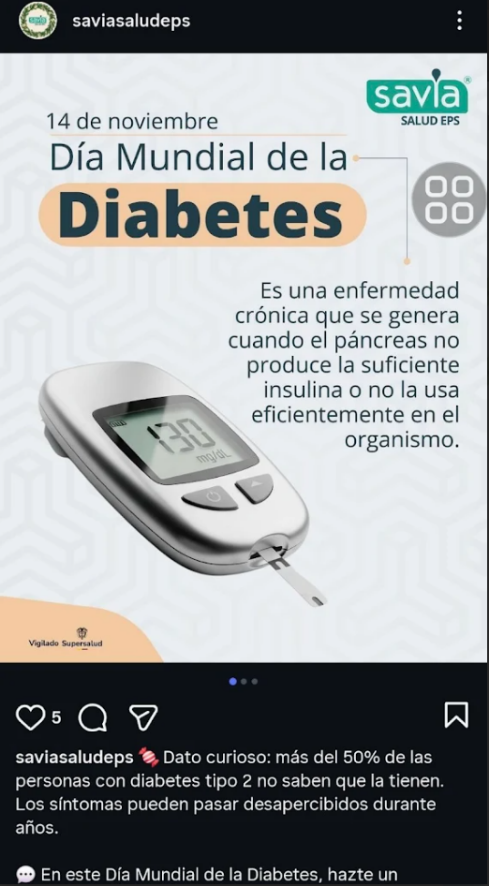 saviasaludeps
savia
SALUD EPS
14 de noviembre
Día Mundial de la
Diabetes
Es una enfermedad
crónica que se genera
cuando el páncreas no
produce la suficiente
insulina o no la usa
eficientemente en el
organismo.
130
mg/dL
Vigilado Supersalud
5
saviasaludeps 🍬 Dato curioso: más del 50% de las
personas con diabetes tipo 2 no saben que la tienen.
Los síntomas pueden pasar desapercibidos durante
años.
💬 En este Día Mundial de la Diabetes, hazte un